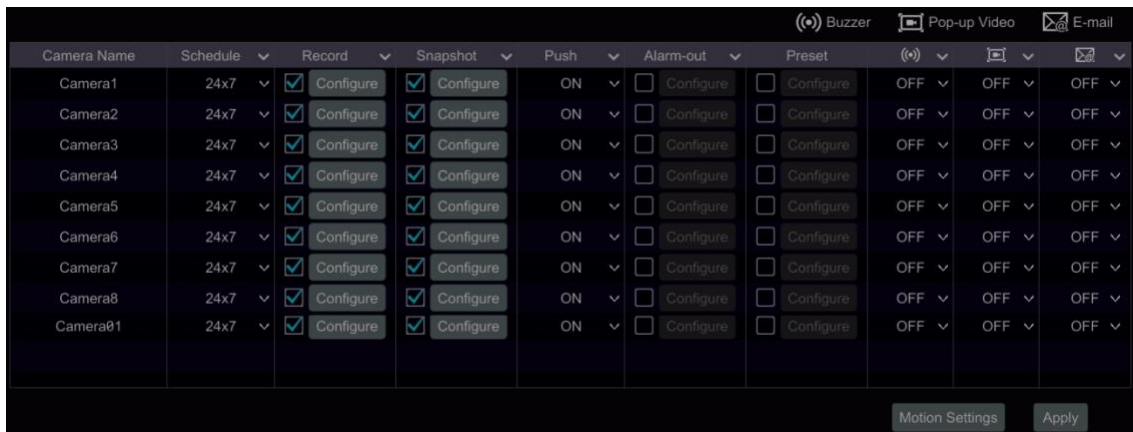 Buzzer Pop-up Video E-mail
Camera Name Schedule Record Snapshot Push Alarm-out Preset
Camera1 24x7 Configure Configure ON Configure Configure OFF OFF OFF
Camera2 24x7 Configure Configure ON Configure Configure OFF OFF OFF
Camera3 24x7 Configure Configure ON Configure Configure OFF OFF OFF
Camera4 24x7 Configure Configure ON Configure Configure OFF OFF OFF
Camera5 24x7 Configure Configure ON Configure Configure OFF OFF OFF
Camera6 24x7 Configure Configure ON Configure Configure OFF OFF OFF
Camera7 24x7 Configure Configure ON Configure Configure OFF OFF OFF
Camera8 24x7 Configure Configure ON Configure Configure OFF OFF OFF
Camera01 24x7 Configure Configure ON Configure Configure OFF OFF OFF
Motion Settings Apply